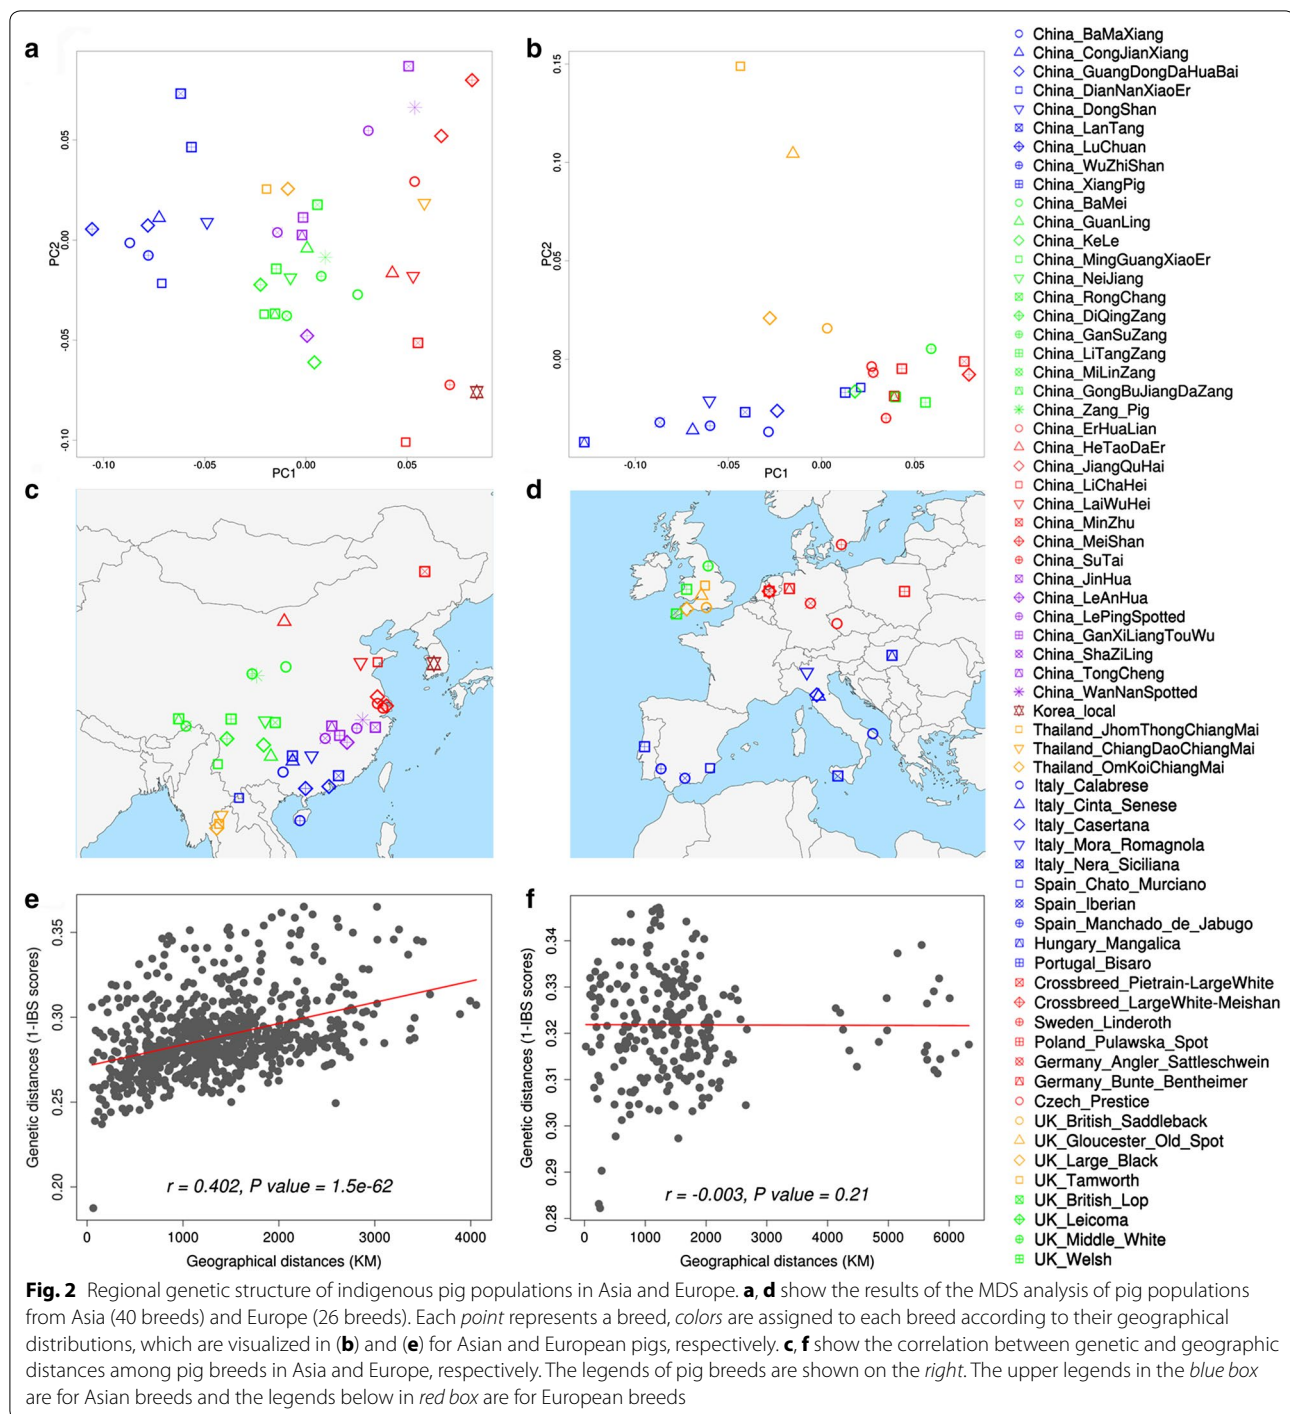 a
0.05
0.00
-0.05
-0.10
PC2
-0.10
-0.05
0.00
0.05
PC1
b
0.15
0.10
0.05
0.00
PC2
-0.10
-0.05
0.00
0.05
PC1
c
d
e
0.35
0.30
0.25
0.20
Genetic distances (1-IBS scores)
r = 0.402, P value = 1.5e-62
0
1000
2000
3000
4000
Geographical distances (KM)
f
0.34
0.33
0.32
0.31
0.30
0.29
0.28
Genetic distances (1-IBS scores)
r = -0.003, P value = 0.21
0
1000
2000
3000
4000
5000
6000
Geographical distances (KM)
China_BaMaXiang
China_CongJianXiang
China_GuangDongDaHuaBai
China_DianNanXiaoEr
China_DongShan
China_LanTang
China_LuChuan
China_WuZhiShan
China_XiangPig
China_BaMei
China_GuanLing
China_KeLe
China_MingGuangXiaoEr
China_NeiJiang
China_RongChang
China_DiQingZang
China_GanSuZang
China_LiTangZang
China_MiLinZang
China_GongBuJiangDaZang
China_Zang_Pig
China_ErHuaLian
China_HeTaoDaEr
China_JiangQuHai
China_LiChaHei
China_LaiWuHei
China_MinZhu
China_MeiShan
China_SuTai
China_JinHua
China_LeAnHua
China_LePingSpotted
China_GanXiLiangTouWu
China_ShaZiLing
China_TongCheng
China_WanNanSpotted
Korea_local
Thailand_JhomThongChiangMai
Thailand_ChiangDaoChiangMai
Thailand_OmKoiChiangMai
Italy_Calabrese
Italy_Cinta_Senese
Italy_Casertana
Italy_Mora_Romagnola
Italy_Nera_Siciliana
Spain_Chato_Murciano
Spain_Iberian
Spain_Manchado_de_Jabugo
Hungary_Mangalica
Portugal_Bisaro
Crossbreed_Pietrain-LargeWhite
Crossbreed_LargeWhite-Meishan
Sweden_Linderoth
Poland_Pulawska_Spot
Germany_Angler_Sattleschwein
Germany_Bunte_Bentheimer
Czech_Prestice
UK_British_Saddleback
UK_Gloucester_Old_Spot
UK_Large_Black
UK_Tamworth
UK_British_Lop
UK_Leicoma
UK_Middle_White
UK_Welsh
Fig. 2 Regional genetic structure of indigenous pig populations in Asia and Europe. a, d show the results of the MDS analysis of pig populations
from Asia (40 breeds) and Europe (26 breeds). Each point represents a breed, colors are assigned to each breed according to their geographical
distributions, which are visualized in (b) and (e) for Asian and European pigs, respectively. c, f show the correlation between genetic and geographic
distances among pig breeds in Asia and Europe, respectively. The legends of pig breeds are shown on the right. The upper legends in the blue box
are for Asian breeds and the legends below in red box are for European breeds